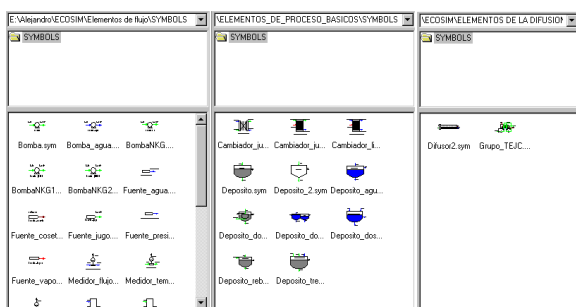 E:\Alejandro\ECOSIM\Elementos de flujo\SYMBOLS
SYMBOLS
Bomba.sym Bomba_agua.... BombaNKG....
BombaNKG1... BombaNKG2... Fuente_agua....
Fuente_coset... Fuente_jugo.... Fuente_presi...
Fuente_vapo... Medidor_flujo... Medidor_tem...
\ELEMENTOS_DE_PROCESO_BASICOS\SYMBOLS
SYMBOLS
Cambiador_ju... Cambiador_ju... Cambiador_li...
Deposito.sym Deposito_2.sym Deposito_agu...
Deposito_do... Deposito_do... Deposito_dos...
Deposito_reb... Deposito_tre...
\ECOSIM\ELEMENTOS DE LA DIFUSION
SYMBOLS
Difusor2.sym Grupo_TEJC....